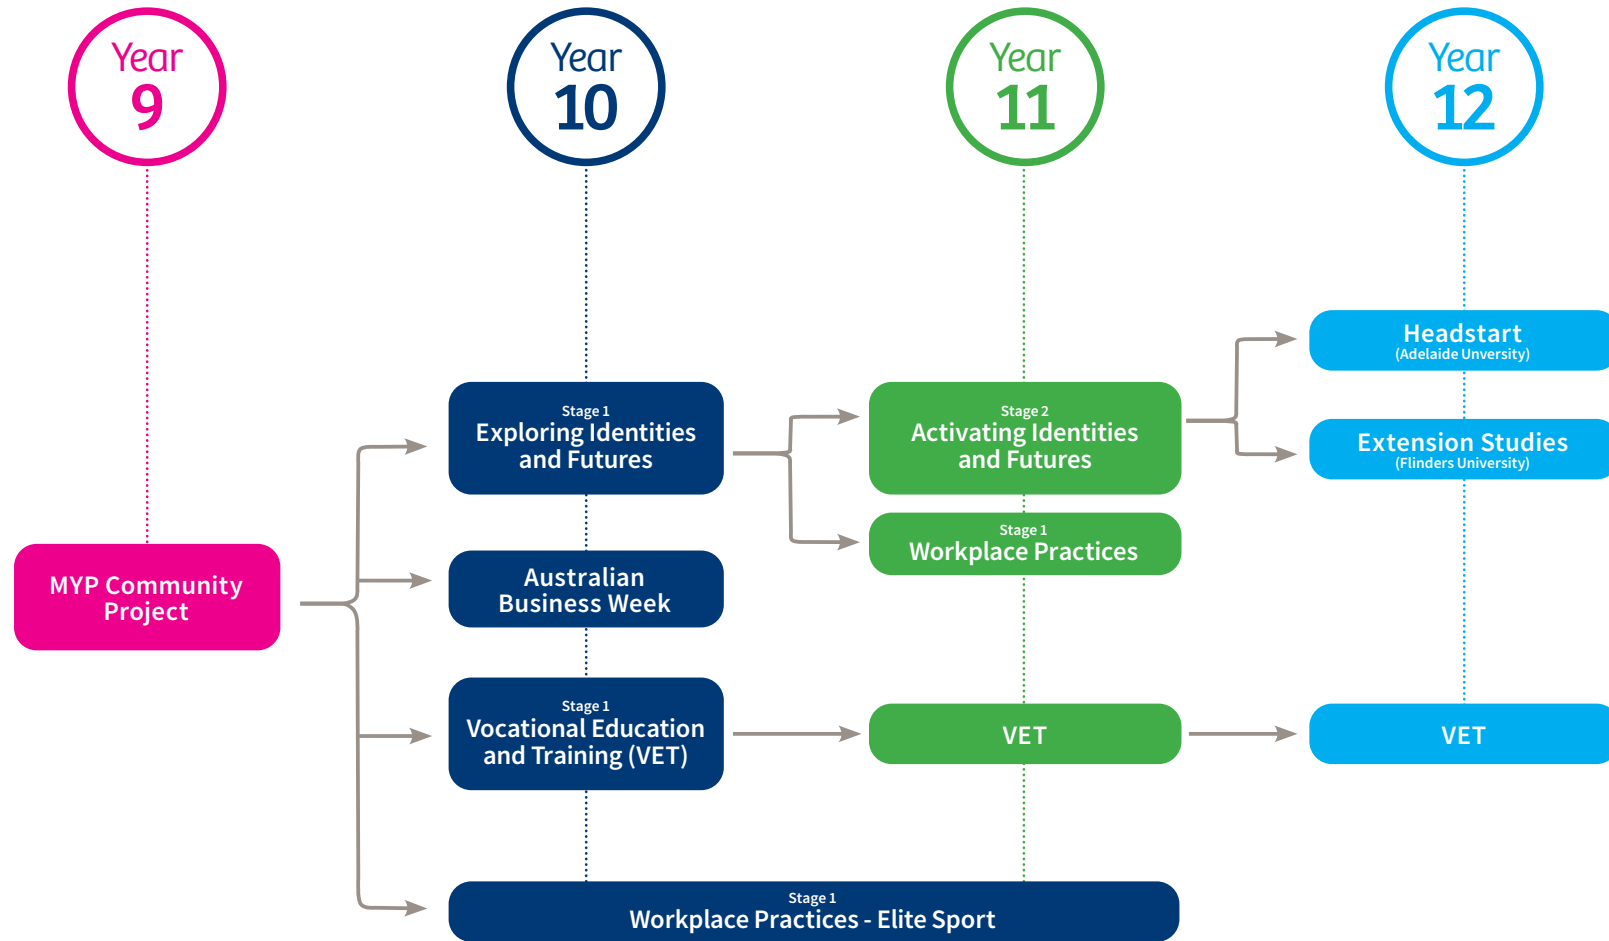 Year
9
Year
10
Year
11
Year
12
Headstart
(Adelaide Unversity)
Stage 1
Exploring Identities
and Futures
Stage 2
Activating Identities
and Futures
Extension Studies
(Flinders University)
Stage 1
Workplace Practices
MYP Community
Project
Australian
Business Week
Stage 1
Vocational Education
and Training (VET)
VET
VET
Stage 1
Workplace Practices - Elite Sport